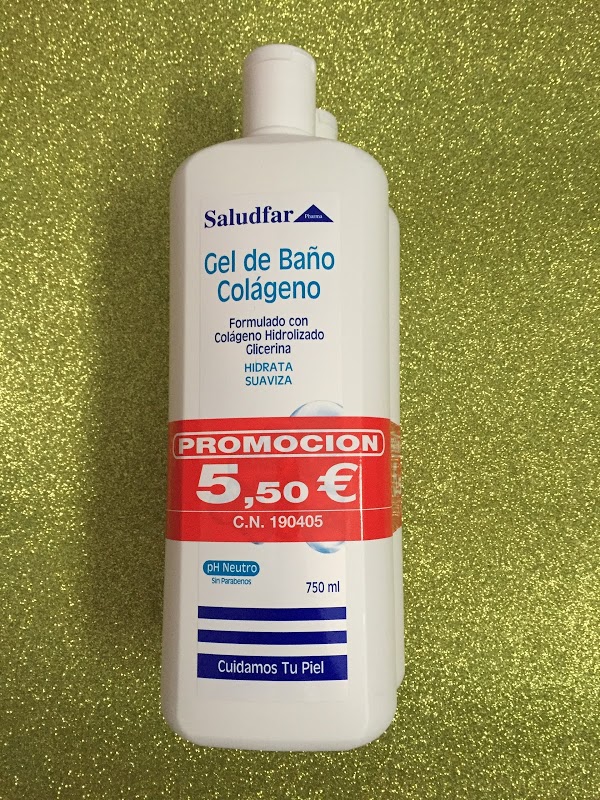 Saludfar
Pharma
Gel de Baño
Colágeno
Formulado con
Colágeno Hidrolizado
Glicerina
HIDRATA
SUAVIZA
PROMOCION
5,50 €
C.N. 190405
pH Neutro
Sin Parabenos
750 ml
Cuidamos Tu Piel